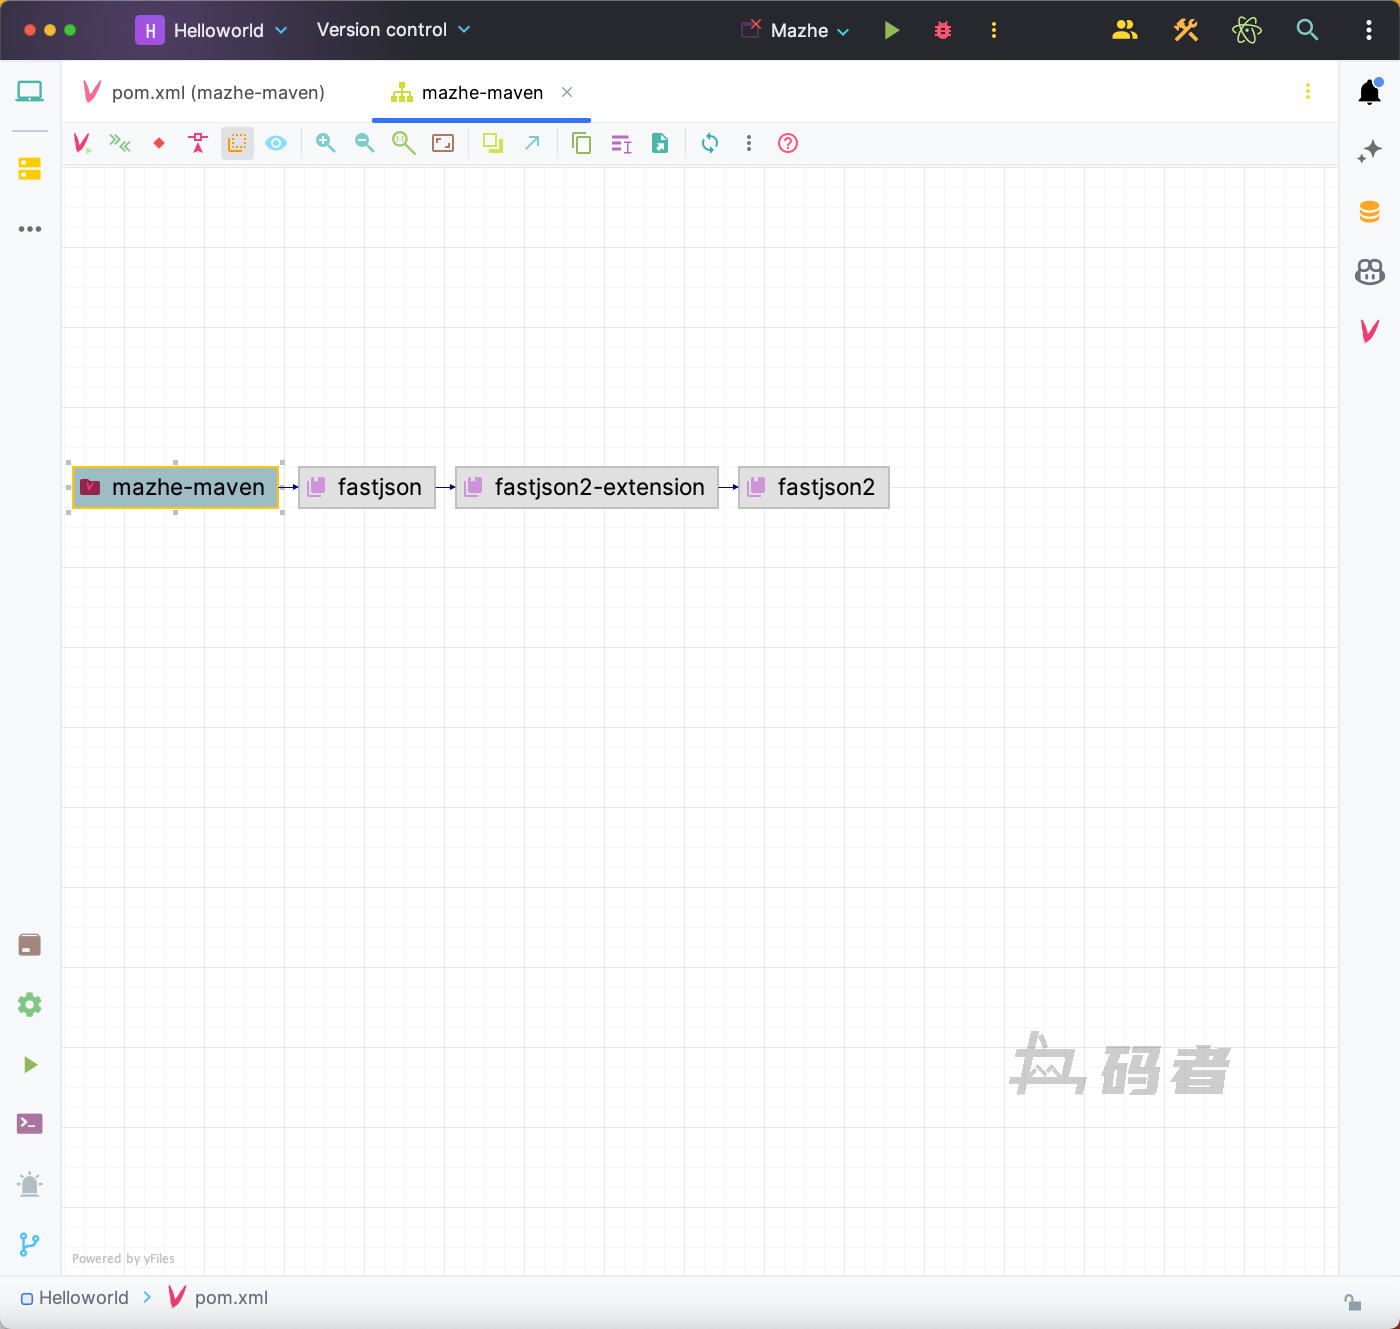 H Helloworld Version control Mazhe
pom.xml (mazhe-maven) mazhe-maven
mazhe-maven fastjson fastjson2-extension fastjson2
码者
Powered by yFiles
Helloworld pom.xml